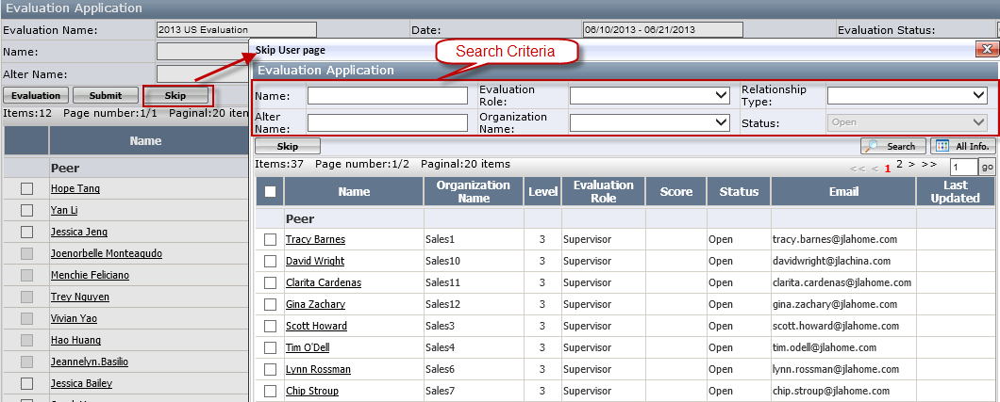 Evaluation Application
Evaluation Name: 2013 US Evaluation Date: 06/10/2013 - 06/21/2013 Evaluation Status:
Name:
Alter Name:
Evaluation Submit Skip
Items:12 Page number:1/1 Paginal:20 item
Name
Peer
Hope Tang
Yan Li
Jessica Jeng
Joenorbelle Monteagudo
Menchie Feliciano
Trey Nguyen
Vivian Yao
Hao Huang
Jeannelyn.Basilio
Jessica Bailey
Skip User page
Search Criteria
Evaluation Application
Name: Evaluation Role: Relationship Type:
Alter Name: Organization Name: Status: Open
Skip Search All Info.
Items:37 Page number:1/2 Paginal:20 items << < 1 2 > >> 1 go
Name Organization Name Level Evaluation Role Score Status Email Last Updated
Peer
Tracy Barnes Sales1 3 Supervisor Open tracy.barnes@jlahome.com
David Wright Sales10 3 Supervisor Open davidwright@jlachina.com
Clarita Cardenas Sales11 3 Supervisor Open clarita.cardenas@jlahome.com
Gina Zachary Sales12 3 Supervisor Open gina.zachary@jlahome.com
Scott Howard Sales3 3 Supervisor Open scott.howard@jlahome.com
Tim O'Dell Sales4 3 Supervisor Open tim.odell@jlahome.com
Lynn Rossman Sales6 3 Supervisor Open lynn.rossman@jlahome.com
Chip Stroup Sales7 3 Supervisor Open chip.stroup@jlahome.com